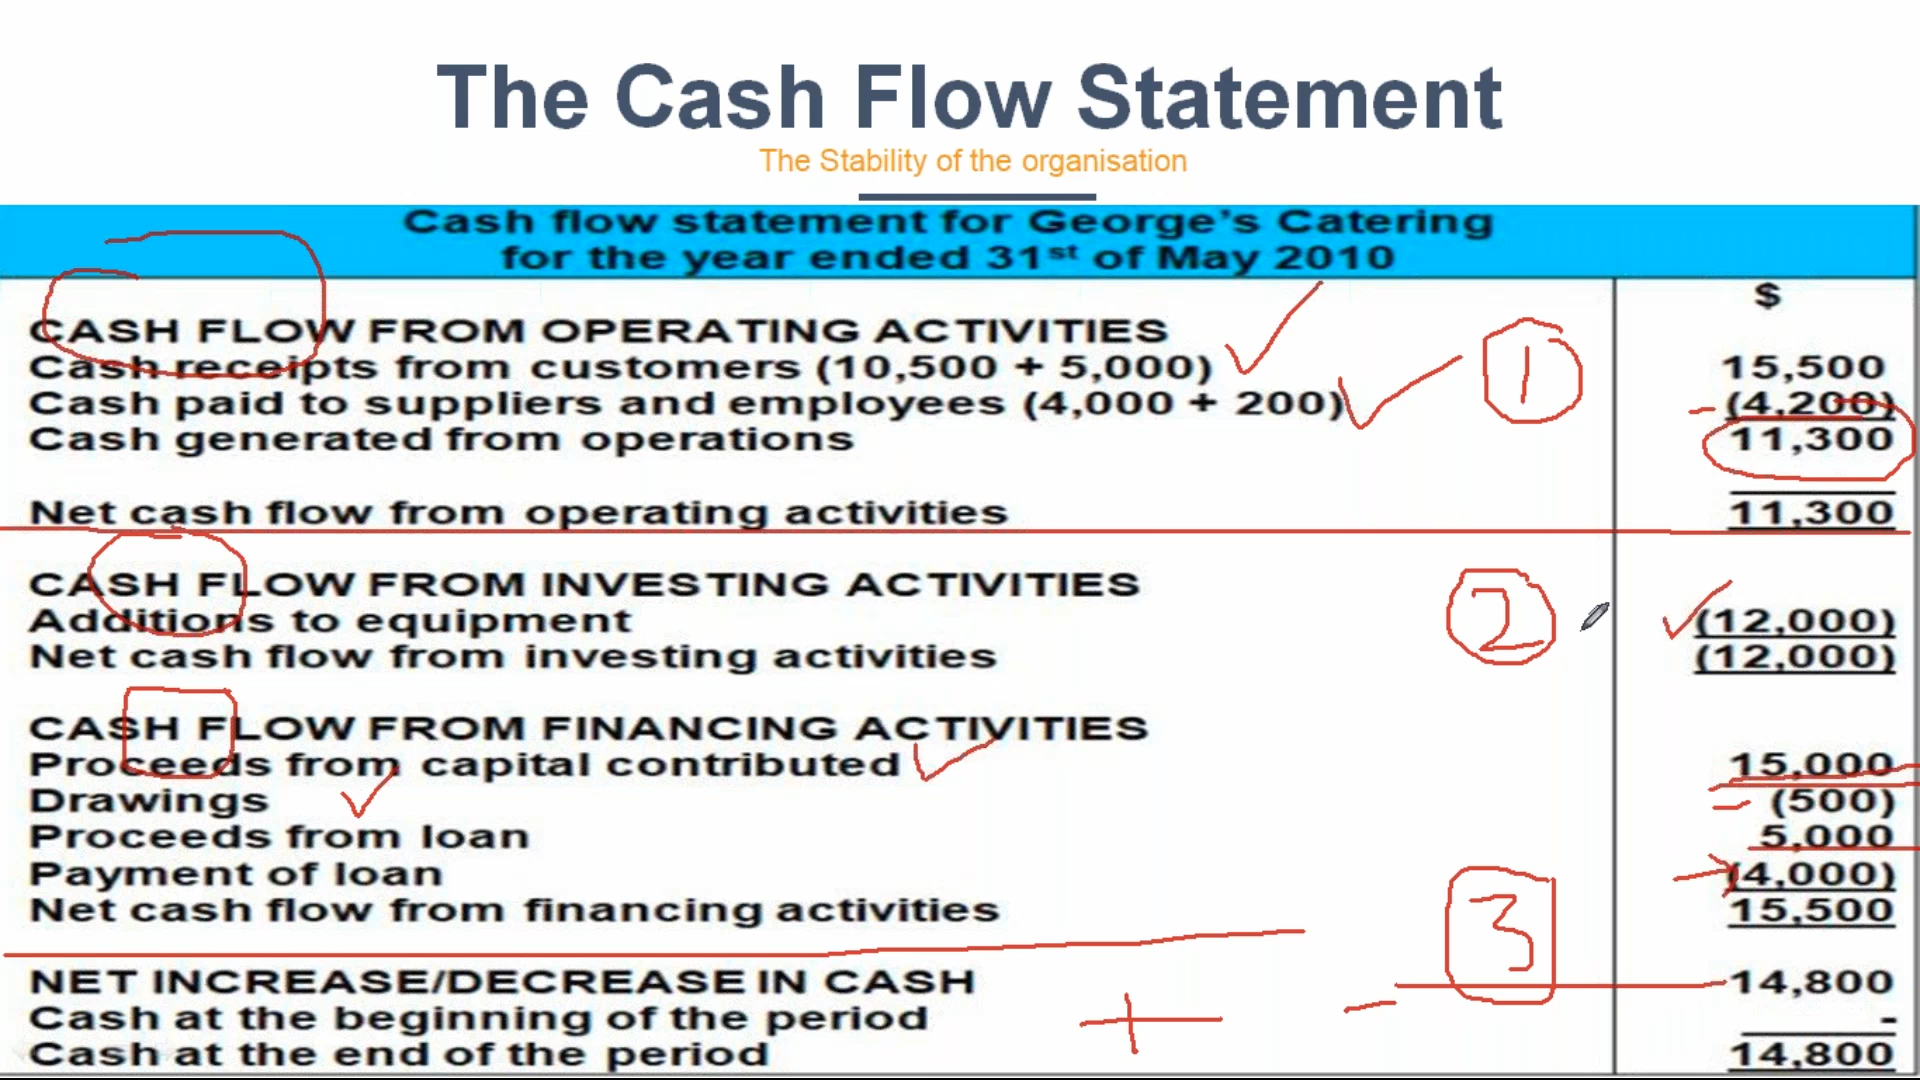 The Cash Flow Statement
The Stability of the organisation
Cash flow statement for George's Catering
for the year ended 31st of May 2010
$
CASH FLOW FROM OPERATING ACTIVITIES
Cash receipts from customers (10,500 + 5,000) 15,500
Cash paid to suppliers and employees (4,000 + 200) (4,200)
1
Cash generated from operations 11,300
Net cash flow from operating activities 11,300
CASH FLOW FROM INVESTING ACTIVITIES
Additions to equipment (12,000)
2
Net cash flow from investing activities (12,000)
CASH FLOW FROM FINANCING ACTIVITIES
Proceeds from capital contributed 15,000
Drawings (500)
Proceeds from loan 5,000
Payment of loan (4,000)
Net cash flow from financing activities 15,500
3
NET INCREASE/DECREASE IN CASH 14,800
Cash at the beginning of the period -
+ -
Cash at the end of the period 14,800